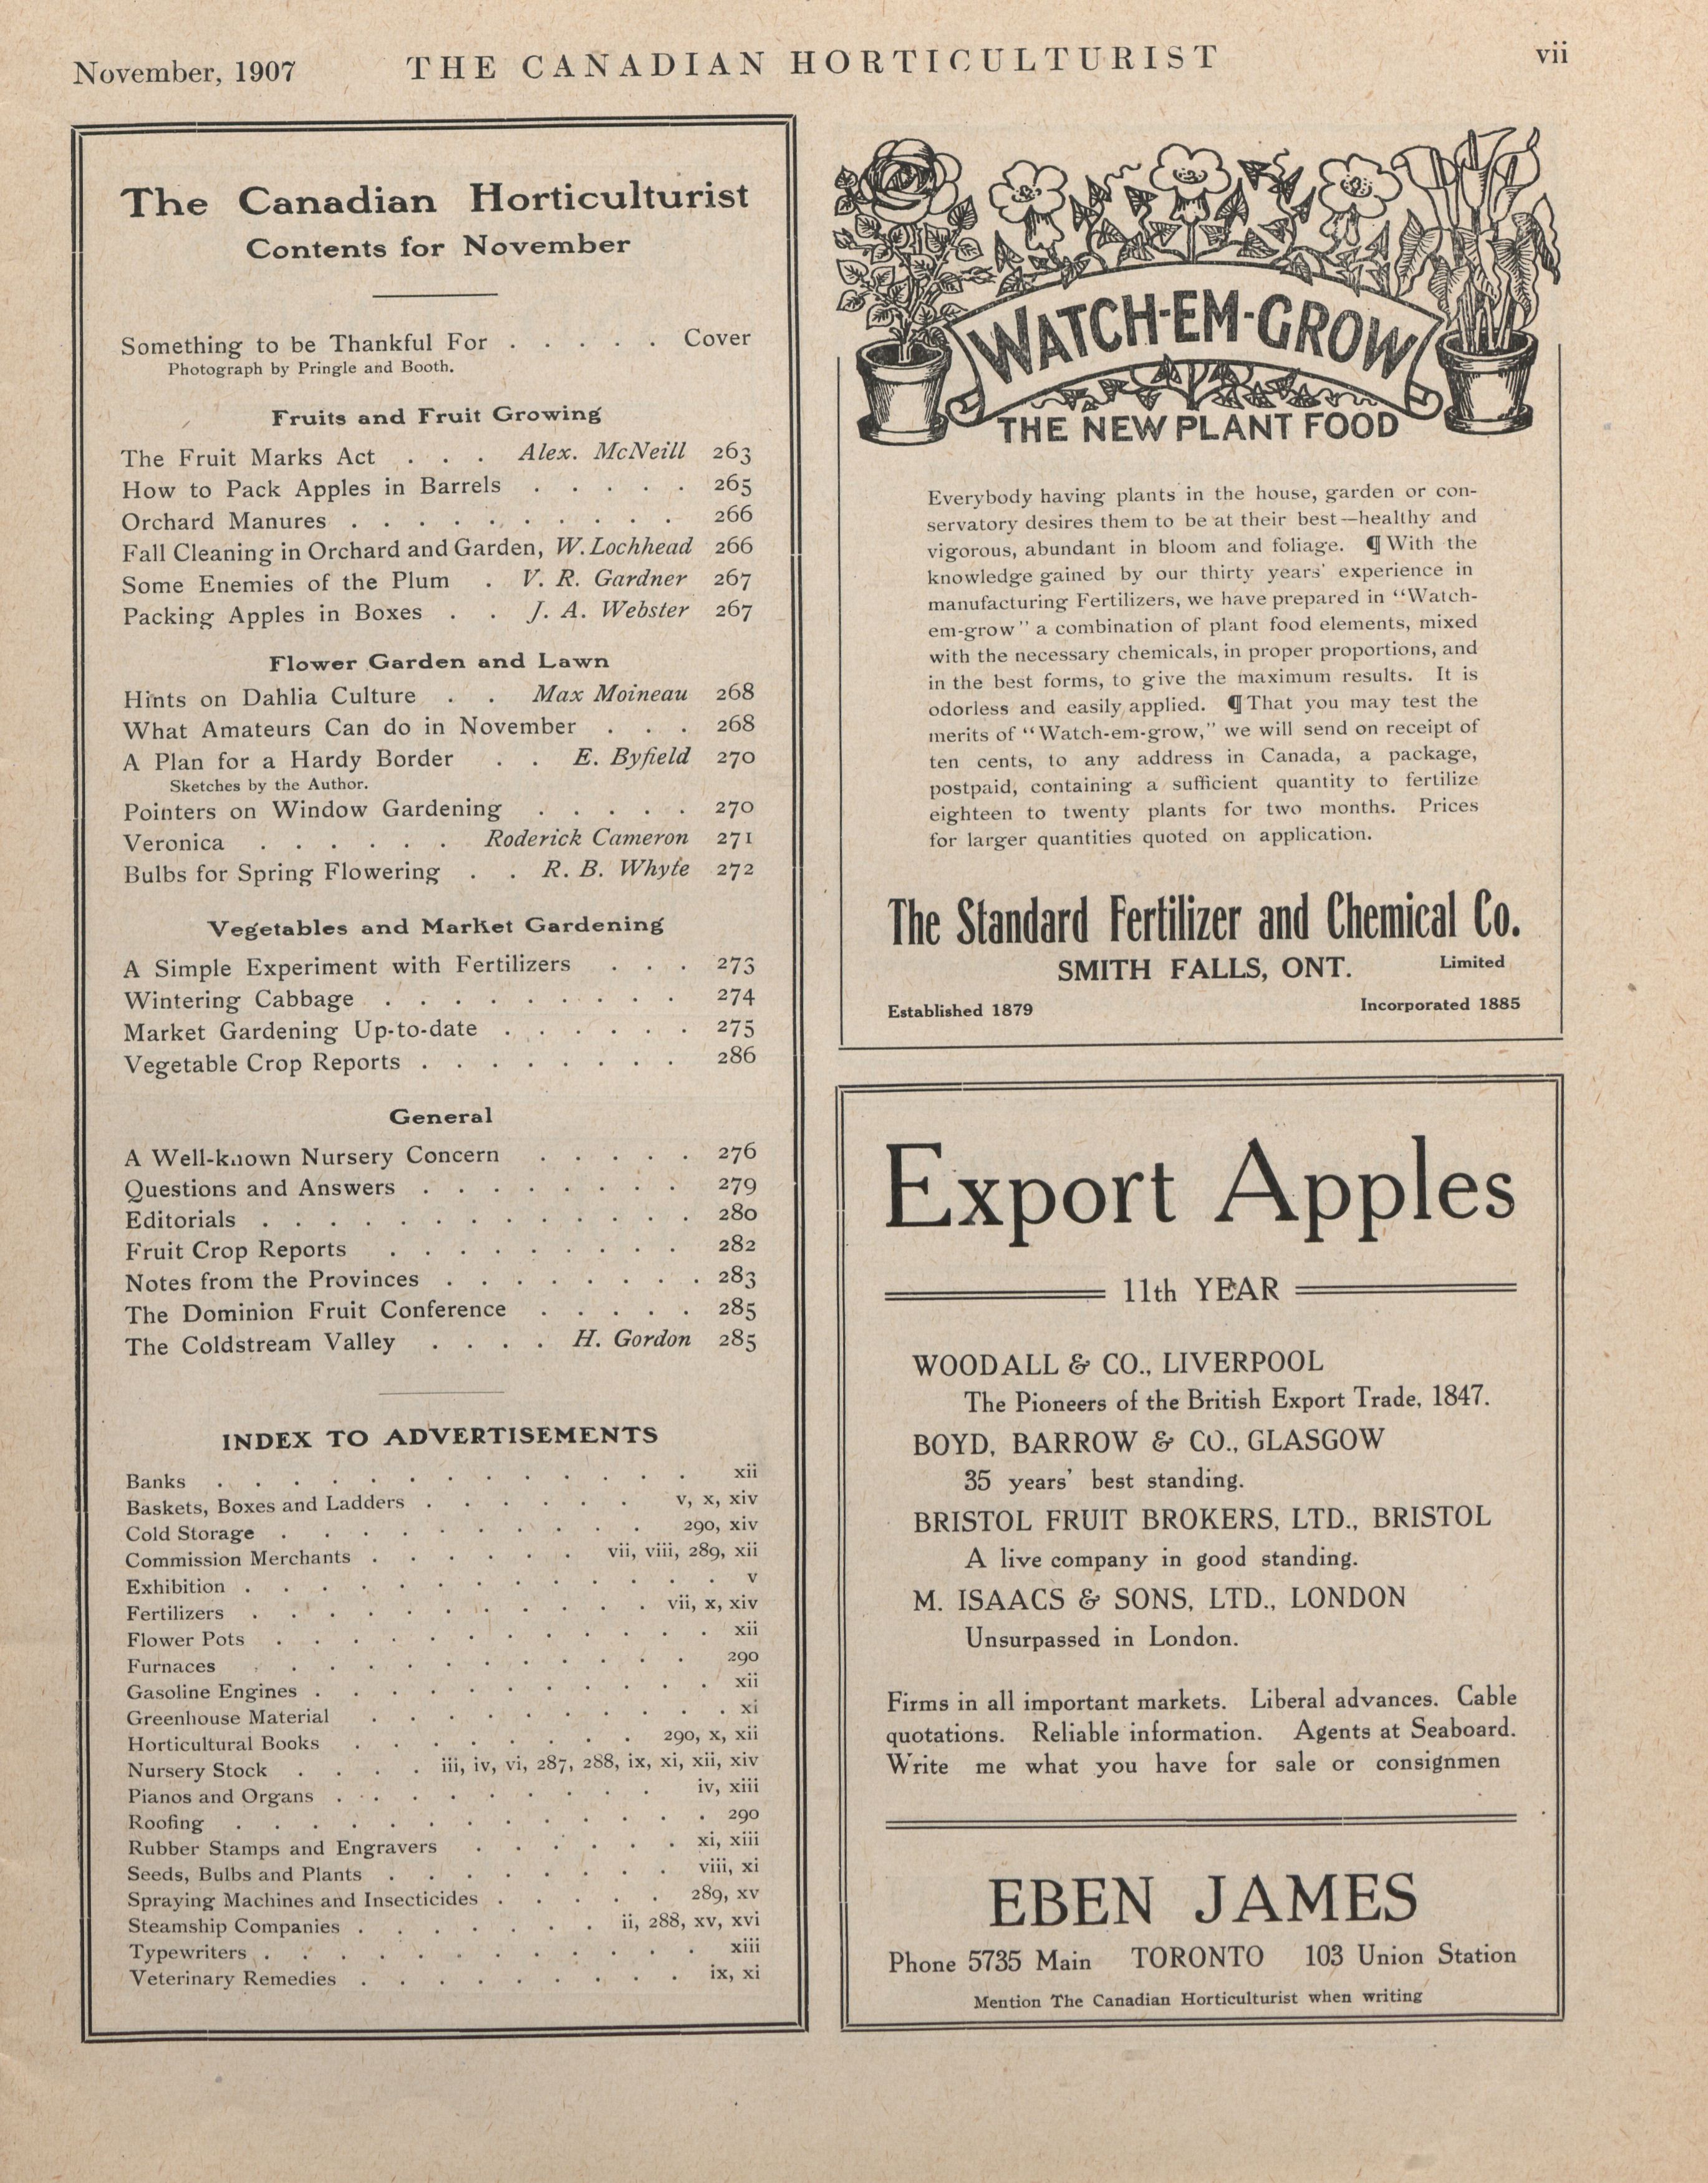 November, 1907 THE CANADIAN HORTICULTURIST vii
The Canadian Horticulturist
Contents for November
Something to be Thankful For . . . . . Cover
Photograph by Pringle and Booth.
Fruits and Fruit Growing
The Fruit Marks Act . . . Alex. McNeill 263
How to Pack Apples in Barrels . . . . . 265
Orchard Manures . . . . . . . . . . 266
Fall Cleaning in Orchard and Garden, W. Lochhead 266
Some Enemies of the Plum . V. R. Gardner 267
Packing Apples in Boxes . . J. A. Webster 267
Flower Garden and Lawn
Hints on Dahlia Culture . . Max Moineau 268
What Amateurs Can do in November . . . 268
A Plan for a Hardy Border . . E. Byfield 270
Sketches by the Author.
Pointers on Window Gardening . . . . . 270
Veronica . . . . . . Roderick Cameron 271
Bulbs for Spring Flowering . . R. B. Whyte 272
Vegetables and Market Gardening
A Simple Experiment with Fertilizers . . . 273
Wintering Cabbage . . . . . . . . . 274
Market Gardening Up-to-date . . . . . . 275
Vegetable Crop Reports . . . . . . . . 286
General
A Well-known Nursery Concern . . . . . 276
Questions and Answers . . . . . . . . 279
Editorials . . . . . . . . . . . . . 280
Fruit Crop Reports . . . . . . . . . 282
Notes from the Provinces . . . . . . . . 283
The Dominion Fruit Conference . . . . . 285
The Coldstream Valley . . . . H. Gordon 285
INDEX TO ADVERTISEMENTS
Banks . . . . . . . . . . . . . xii
Baskets, Boxes and Ladders . . . . . . v, x, xiv
Cold Storage . . . . . . . . . . 290, xiv
Commission Merchants . . . . . . vii, viii, 289, xii
Exhibition . . . . . . . . . . . . . v
Fertilizers . . . . . . . . . . . vii, x, xiv
Flower Pots . . . . . . . . . . . . xii
Furnaces . . . . . . . . . . . . 290
Gasoline Engines . . . . . . . . . . . xii
Greenhouse Material . . . . . . . . . . xi
Horticultural Books . . . . . . . . 290, x, xii
Nursery Stock . . . . iii, iv, vi, 287, 288, ix, xi, xii, xiv
Pianos and Organs . . . . . . . . . iv, xiii
Roofing . . . . . . . . . . . . . 290
Rubber Stamps and Engravers . . . . . . xi, xiii
Seeds, Bulbs and Plants . . . . . . . . viii, xi
Spraying Machines and Insecticides . . . . . 289, xv
Steamship Companies . . . . . . . ii, 288, xv, xvi
Typewriters . . . . . . . . . . . . xiii
Veterinary Remedies . . . . . . . . . ix, xi
WATCH-EM-GROW
THE NEW PLANT FOOD
Everybody having plants in the house, garden or con-
servatory desires them to be at their best—healthy and
vigorous, abundant in bloom and foliage. ¶ With the
knowledge gained by our thirty years' experience in
manufacturing Fertilizers, we have prepared in "Watch-
em-grow" a combination of plant food elements, mixed
with the necessary chemicals, in proper proportions, and
in the best forms, to give the maximum results. It is
odorless and easily applied. ¶ That you may test the
merits of "Watch-em-grow," we will send on receipt of
ten cents, to any address in Canada, a package,
postpaid, containing a sufficient quantity to fertilize
eighteen to twenty plants for two months. Prices
for larger quantities quoted on application.
The Standard Fertilizer and Chemical Co.
SMITH FALLS, ONT. Limited
Established 1879 Incorporated 1885
Export Apples
11th YEAR
WOODALL & CO., LIVERPOOL
The Pioneers of the British Export Trade, 1847.
BOYD, BARROW & CO., GLASGOW
35 years' best standing.
BRISTOL FRUIT BROKERS, LTD., BRISTOL
A live company in good standing.
M. ISAACS & SONS, LTD., LONDON
Unsurpassed in London.
Firms in all important markets. Liberal advances. Cable
quotations. Reliable information. Agents at Seaboard.
Write me what you have for sale or consignmen
EBEN JAMES
Phone 5735 Main TORONTO 103 Union Station
Mention The Canadian Horticulturist when writing